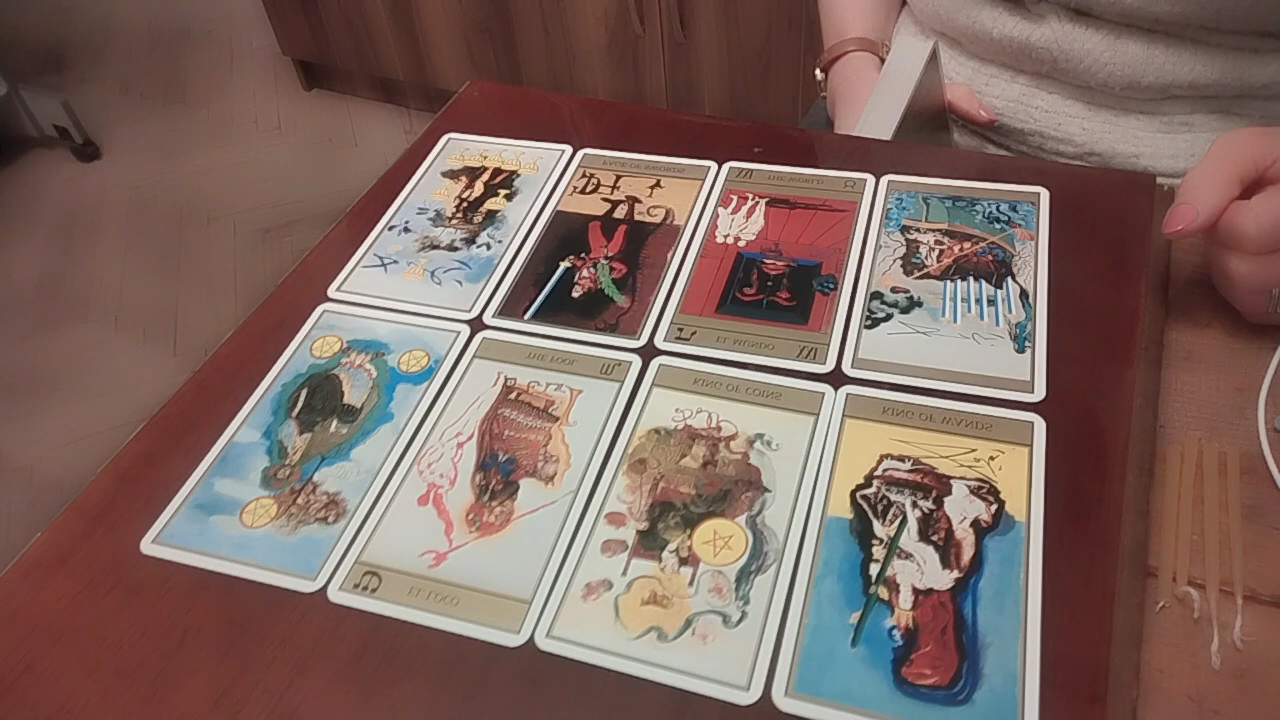 PAGE OF SWORDS
XXI THE WORLD
EL MUNDO XXI
THE FOOL
EL LOCO
KING OF COINS
KING OF WANDS